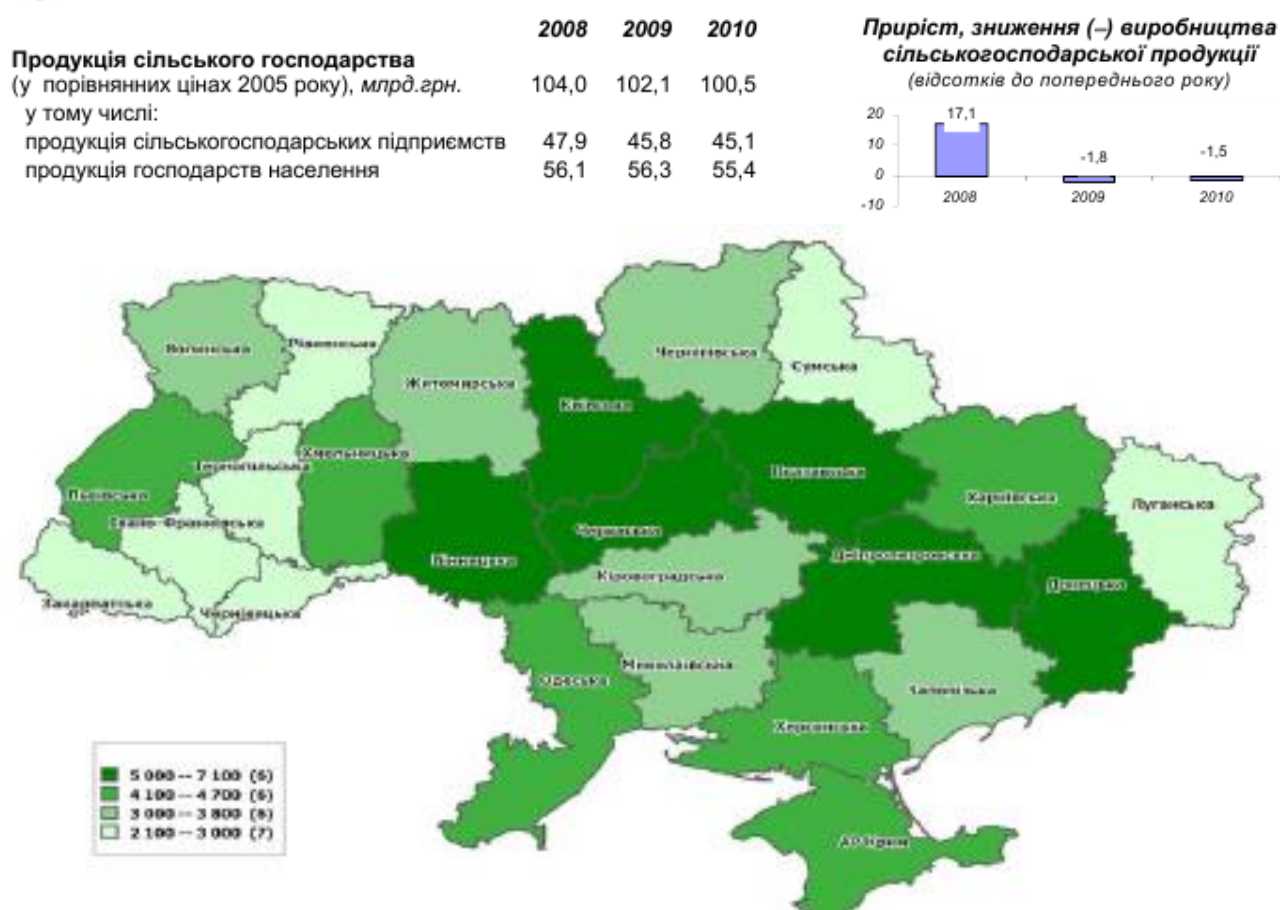 2008 2009 2010
Продукція сільського господарства
(у порівнянних цінах 2005 року), млрд.грн. 104,0 102,1 100,5
у тому числі:
продукція сільськогосподарських підприємств 47,9 45,8 45,1
продукція господарств населення 56,1 56,3 55,4
Приріст, зниження (–) виробництва
сільськогосподарської продукції
(відсотків до попереднього року)
20
10
0
-10
17,1
-1,8
-1,5
2008 2009 2010
Волинська
Рівненська
Житомирська
Київська
Чернігівська
Сумська
Львівська
Тернопільська
Хмельницька
Івано-Франківська
Закарпатська
Чернівецька
Вінницька
Черкаська
Полтавська
Харківська
Луганська
Кіровоградська
Дніпропетровська
Донецька
Миколаївська
Одеська
Запорізька
Херсонська
АР Крим
5 000 -- 7 100 (6)
4 100 -- 4 700 (6)
3 000 -- 3 800 (6)
2 100 -- 3 000 (7)